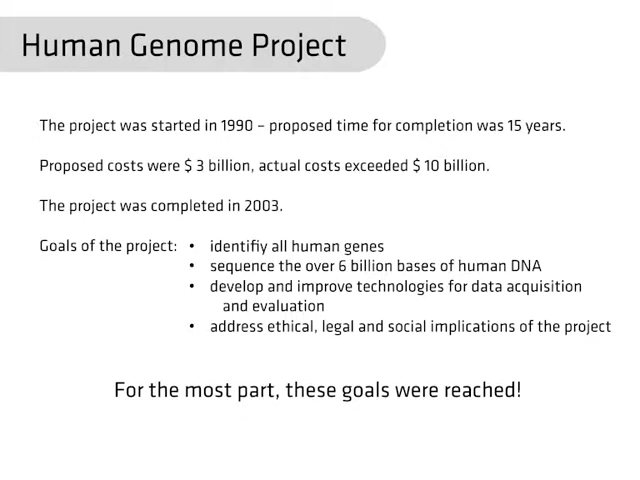 Human Genome Project
The project was started in 1990 – proposed time for completion was 15 years.
Proposed costs were $ 3 billion, actual costs exceeded $ 10 billion.
The project was completed in 2003.
Goals of the project: • identifiy all human genes
• sequence the over 6 billion bases of human DNA
• develop and improve technologies for data acquisition
and evaluation
• address ethical, legal and social implications of the project
For the most part, these goals were reached!